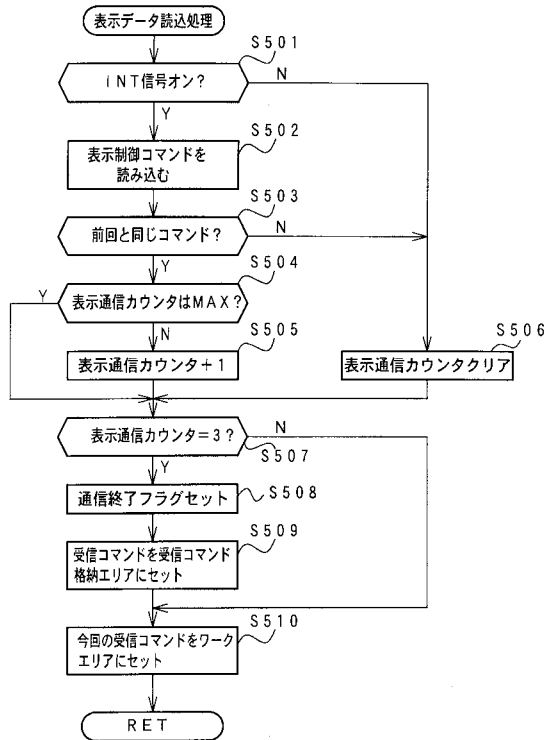 表示データ読込処理
S501
INT信号オン?
N
Y
S502
表示制御コマンドを
読み込む
S503
前回と同じコマンド?
N
Y
S504
Y
表示通信カウンタはMAX?
N
S505
表示通信カウンタ+1
S506
表示通信カウンタクリア
表示通信カウンタ=3?
N
S507
Y
通信終了フラグセット
S508
S509
受信コマンドを受信コマンド
格納エリアにセット
S510
今回の受信コマンドをワーク
エリアにセット
RET